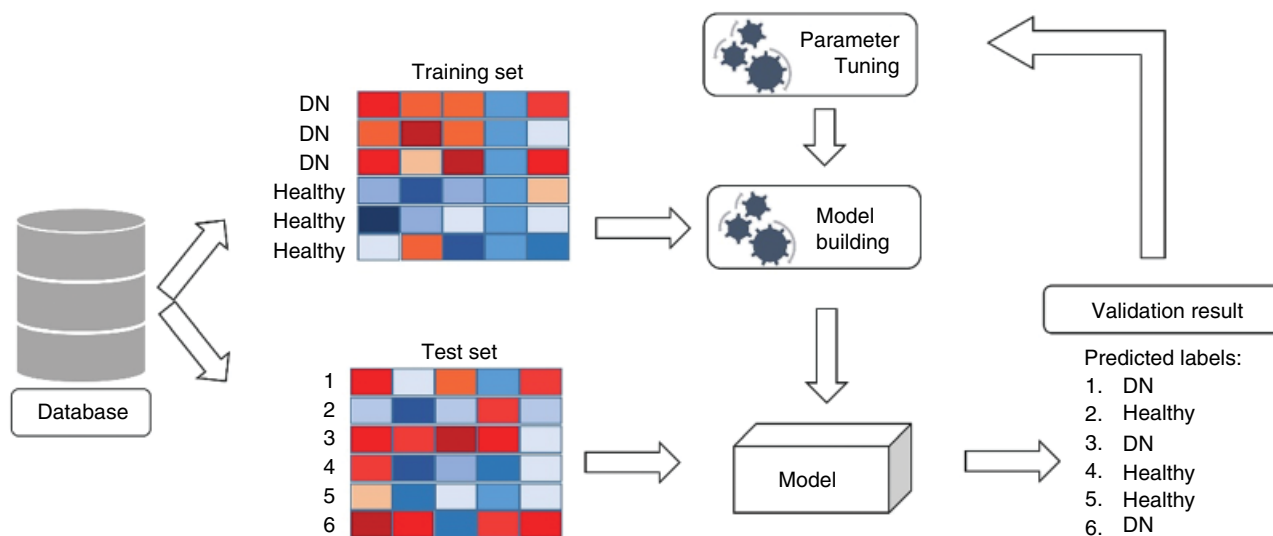 Parameter
Tuning
Training set
DN
DN
DN
Healthy
Healthy
Healthy
Model
building
Database
Test set
1
2
3
4
5
6
Model
Validation result
Predicted labels:
1. DN
2. Healthy
3. DN
4. Healthy
5. Healthy
6. DN